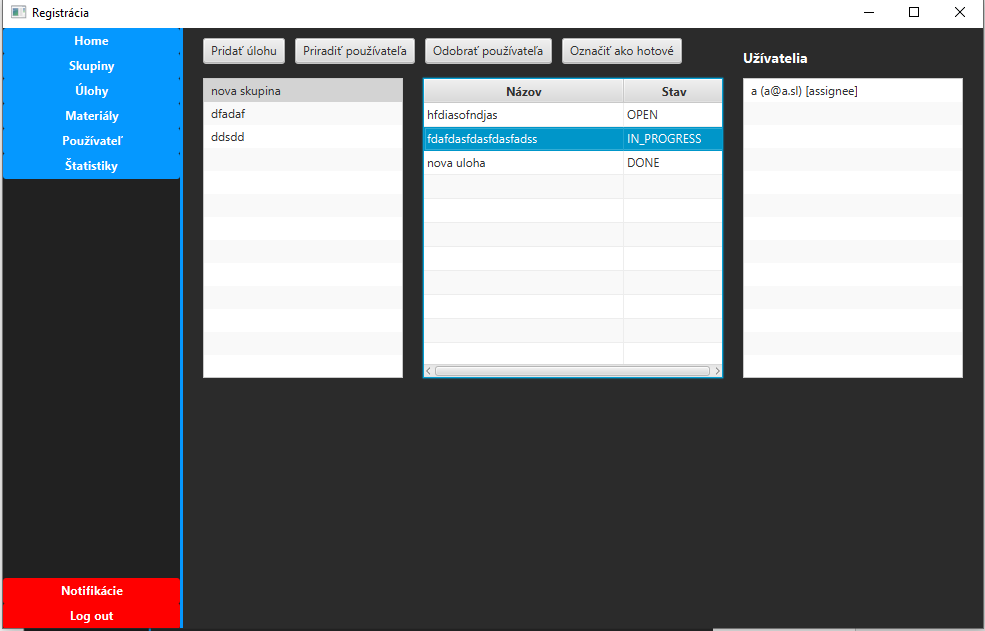 Registrácia
Home
Skupiny
Úlohy
Materiály
Používateľ
Štatistiky
Notifikácie
Log out
Pridať úlohu
Priradiť používateľa
Odobrať používateľa
Označiť ako hotové
nova skupina
dfadaf
ddsdd
Názov Stav
hfdiasofndjas OPEN
fdafdasfdasfdasfadss IN_PROGRESS
nova uloha DONE
Užívatelia
a (a@a.sl) [assignee]